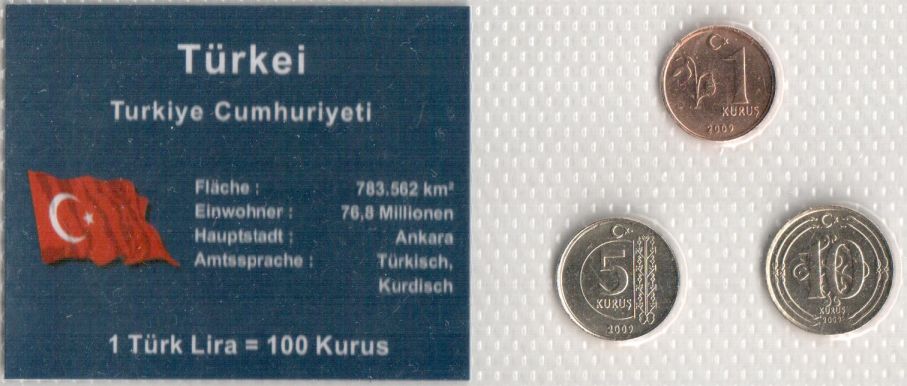 Türkei
Turkiye Cumhuriyeti
Fläche : 783.562 km²
Einwohner : 76,8 Millionen
Hauptstadt : Ankara
Amtssprache : Türkisch,
Kurdisch
1 Türk Lira = 100 Kurus
1
KURUŞ
2009
5
KURUŞ
2009
10
KURUŞ
2009